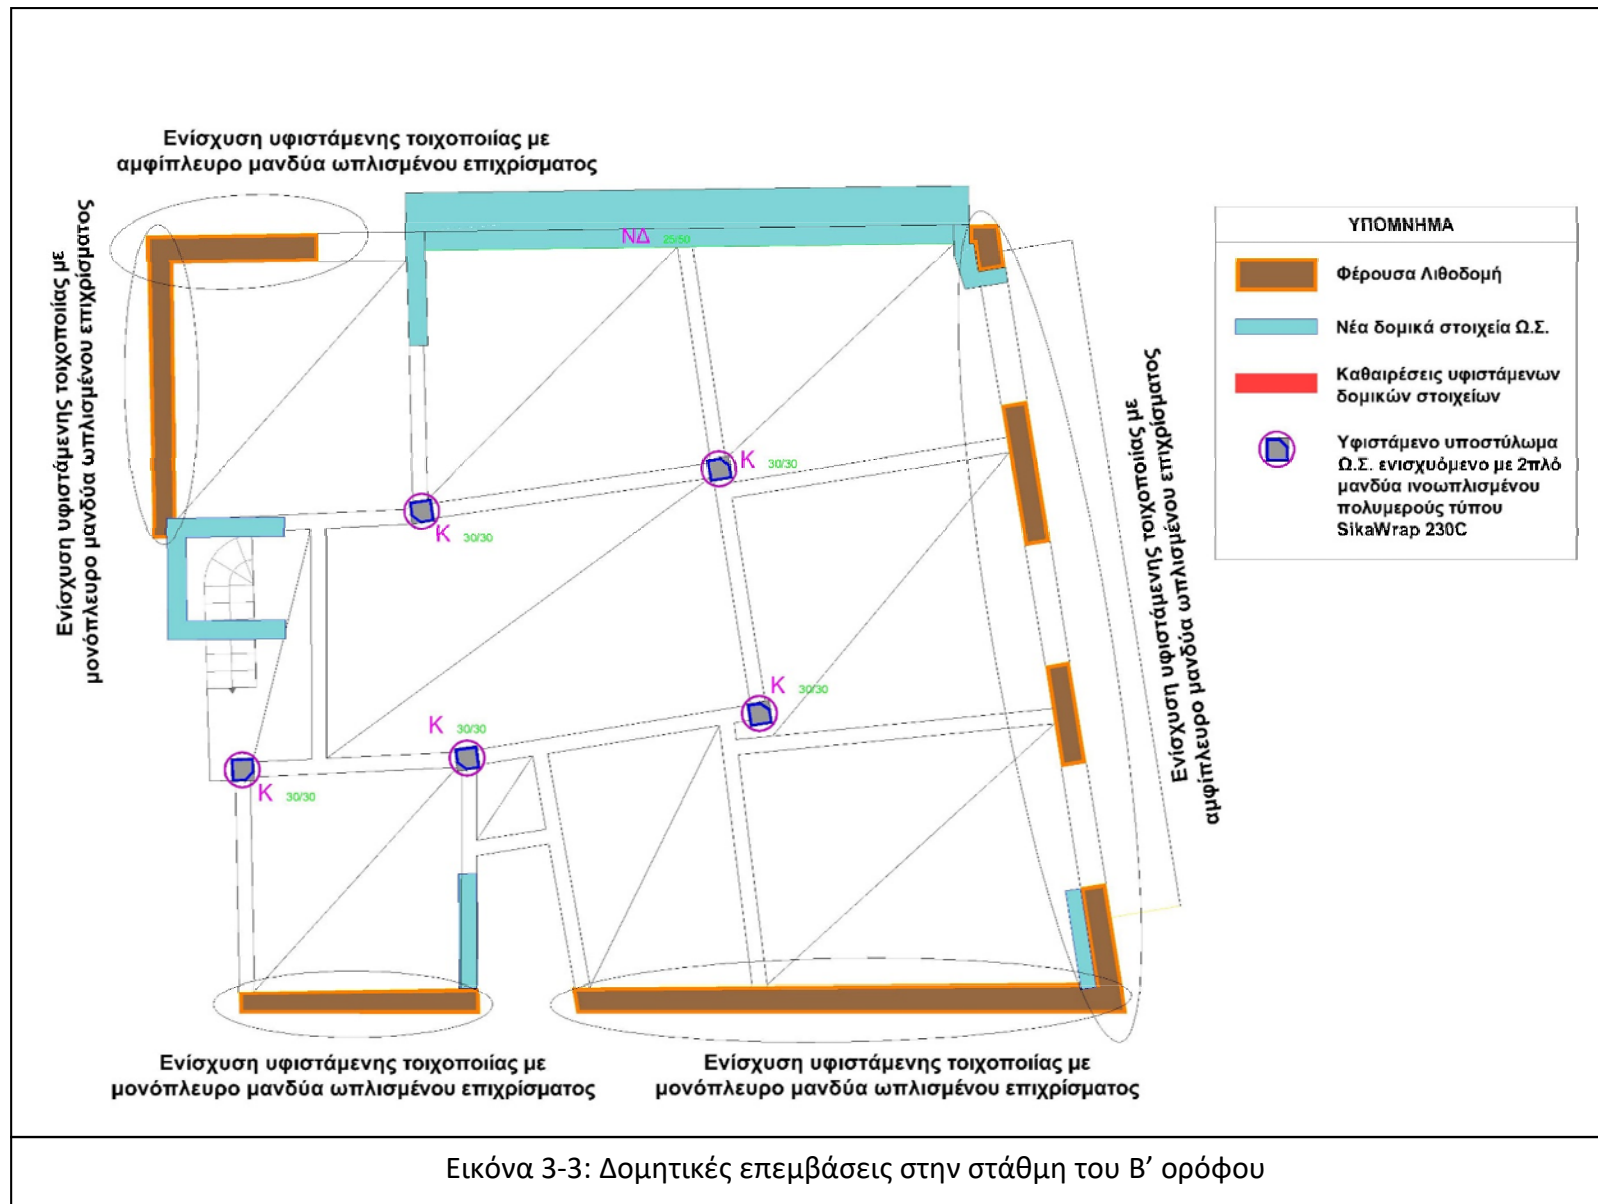 Ενίσχυση υφιστάμενης τοιχοποιίας με
αμφίπλευρο μανδύα ωπλισμένου επιχρίσματος
Ενίσχυση υφιστάμενης τοιχοποιίας με
μονόπλευρο μανδύα ωπλισμένου επιχρίσματος
ΝΔ 25/50
Κ 30/30
Κ 30/30
Κ 30/30
Κ 30/30
Κ 30/30
Ενίσχυση υφιστάμενης τοιχοποιίας με
αμφίπλευρο μανδύα ωπλισμένου επιχρίσματος
ΥΠΟΜΝΗΜΑ
Φέρουσα Λιθοδομή
Νέα δομικά στοιχεία Ω.Σ.
Καθαιρέσεις υφιστάμενων
δομικών στοιχείων
Υφιστάμενο υποστύλωμα
Ω.Σ. ενισχυόμενο με 2πλό
μανδύα ινοωπλισμένου
πολυμερούς τύπου
SikaWrap 230C
Ενίσχυση υφιστάμενης τοιχοποιίας με
μονόπλευρο μανδύα ωπλισμένου επιχρίσματος
Ενίσχυση υφιστάμενης τοιχοποιίας με
μονόπλευρο μανδύα ωπλισμένου επιχρίσματος
Εικόνα 3-3: Δομητικές επεμβάσεις στην στάθμη του Β’ ορόφου